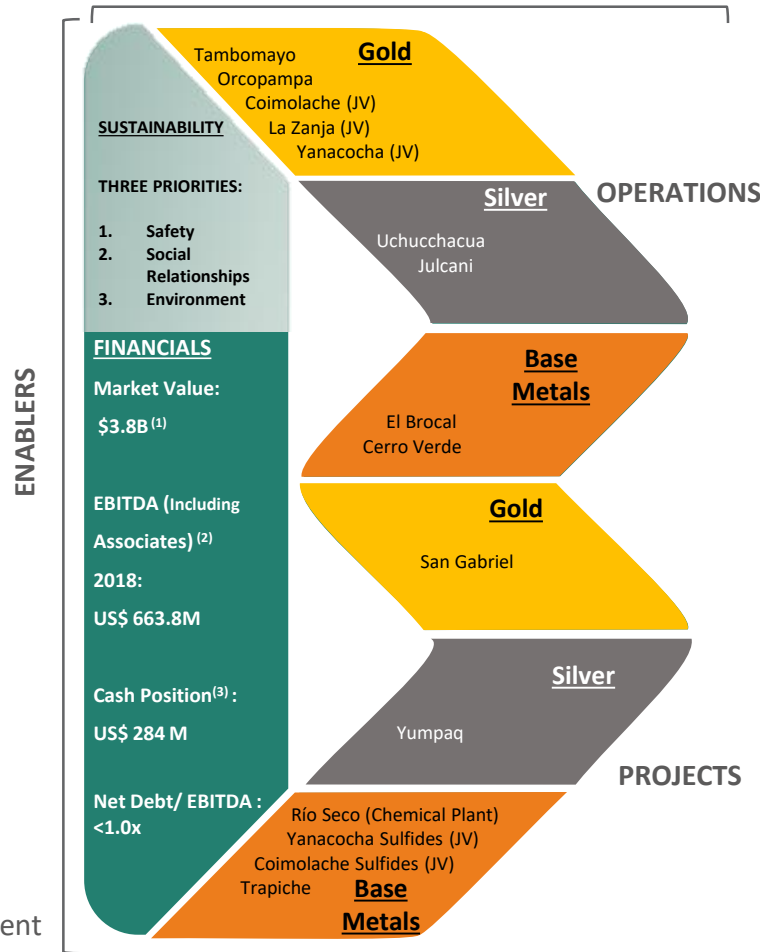 ENABLERS
SUSTAINABILITY
THREE PRIORITIES:
1. Safety
2. Social
Relationships
3. Environment
FINANCIALS
Market Value:
$3.8B (1)
EBITDA (Including
Associates) (2)
2018:
US$ 663.8M
Cash Position(3) :
US$ 284 M
Net Debt/ EBITDA :
<1.0x
Gold
Tambomayo
Orcopampa
Coimolache (JV)
La Zanja (JV)
Yanacocha (JV)
OPERATIONS
Silver
Uchucchacua
Julcani
Base
Metals
El Brocal
Cerro Verde
Gold
San Gabriel
Silver
Yumpaq
PROJECTS
Río Seco (Chemical Plant)
Yanacocha Sulfides (JV)
Coimolache Sulfides (JV)
Trapiche
Base
Metals
ent